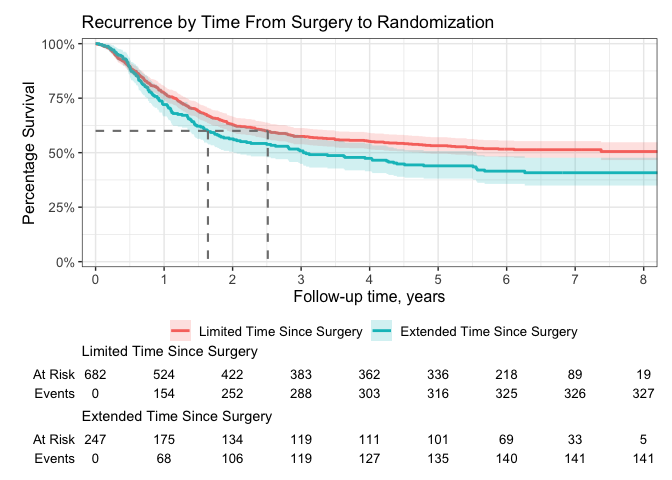 Recurrence by Time From Surgery to Randomization
100%
75%
50%
25%
0%
Percentage Survival
0 1 2 3 4 5 6 7 8
Follow-up time, years
Limited Time Since Surgery Extended Time Since Surgery
Limited Time Since Surgery
At Risk 682 524 422 383 362 336 218 89 19
Events 0 154 252 288 303 316 325 326 327
Extended Time Since Surgery
At Risk 247 175 134 119 111 101 69 33 5
Events 0 68 106 119 127 135 140 141 141